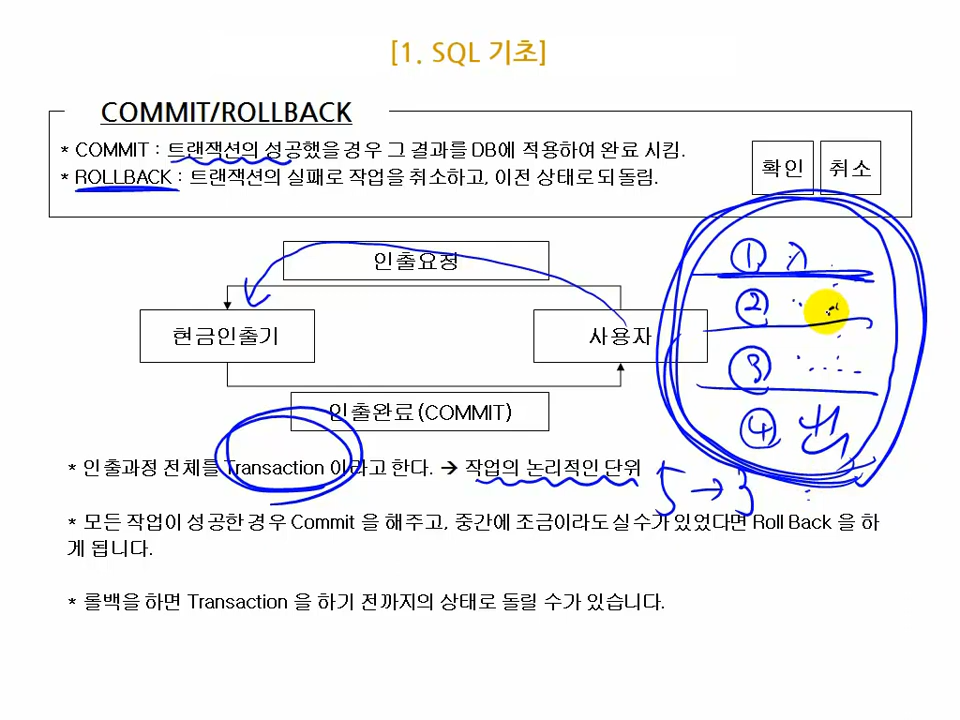 [1. SQL 기초]
COMMIT/ROLLBACK
* COMMIT : 트랜잭션의 성공했을경우 그 결과를 DB에 적용하여 완료 시킴.
* ROLLBACK : 트랜잭션의 실패로 작업을 취소하고, 이전 상태로 되돌림.
확인 취소
인출요청
현금인출기
사용자
인출완료(COMMIT)
① 
②
③
④
* 인출과정 전체를 Transaction 이라고 한다. → 작업의 논리적인 단위
5 → 3
* 모든 작업이 성공한 경우 Commit 을 해주고, 중간에 조금이라도 실수가 있었다면 Roll Back 을 하
게 됩니다.
* 롤백을 하면 Transaction 을 하기 전까지의 상태로 돌릴 수가 있습니다.